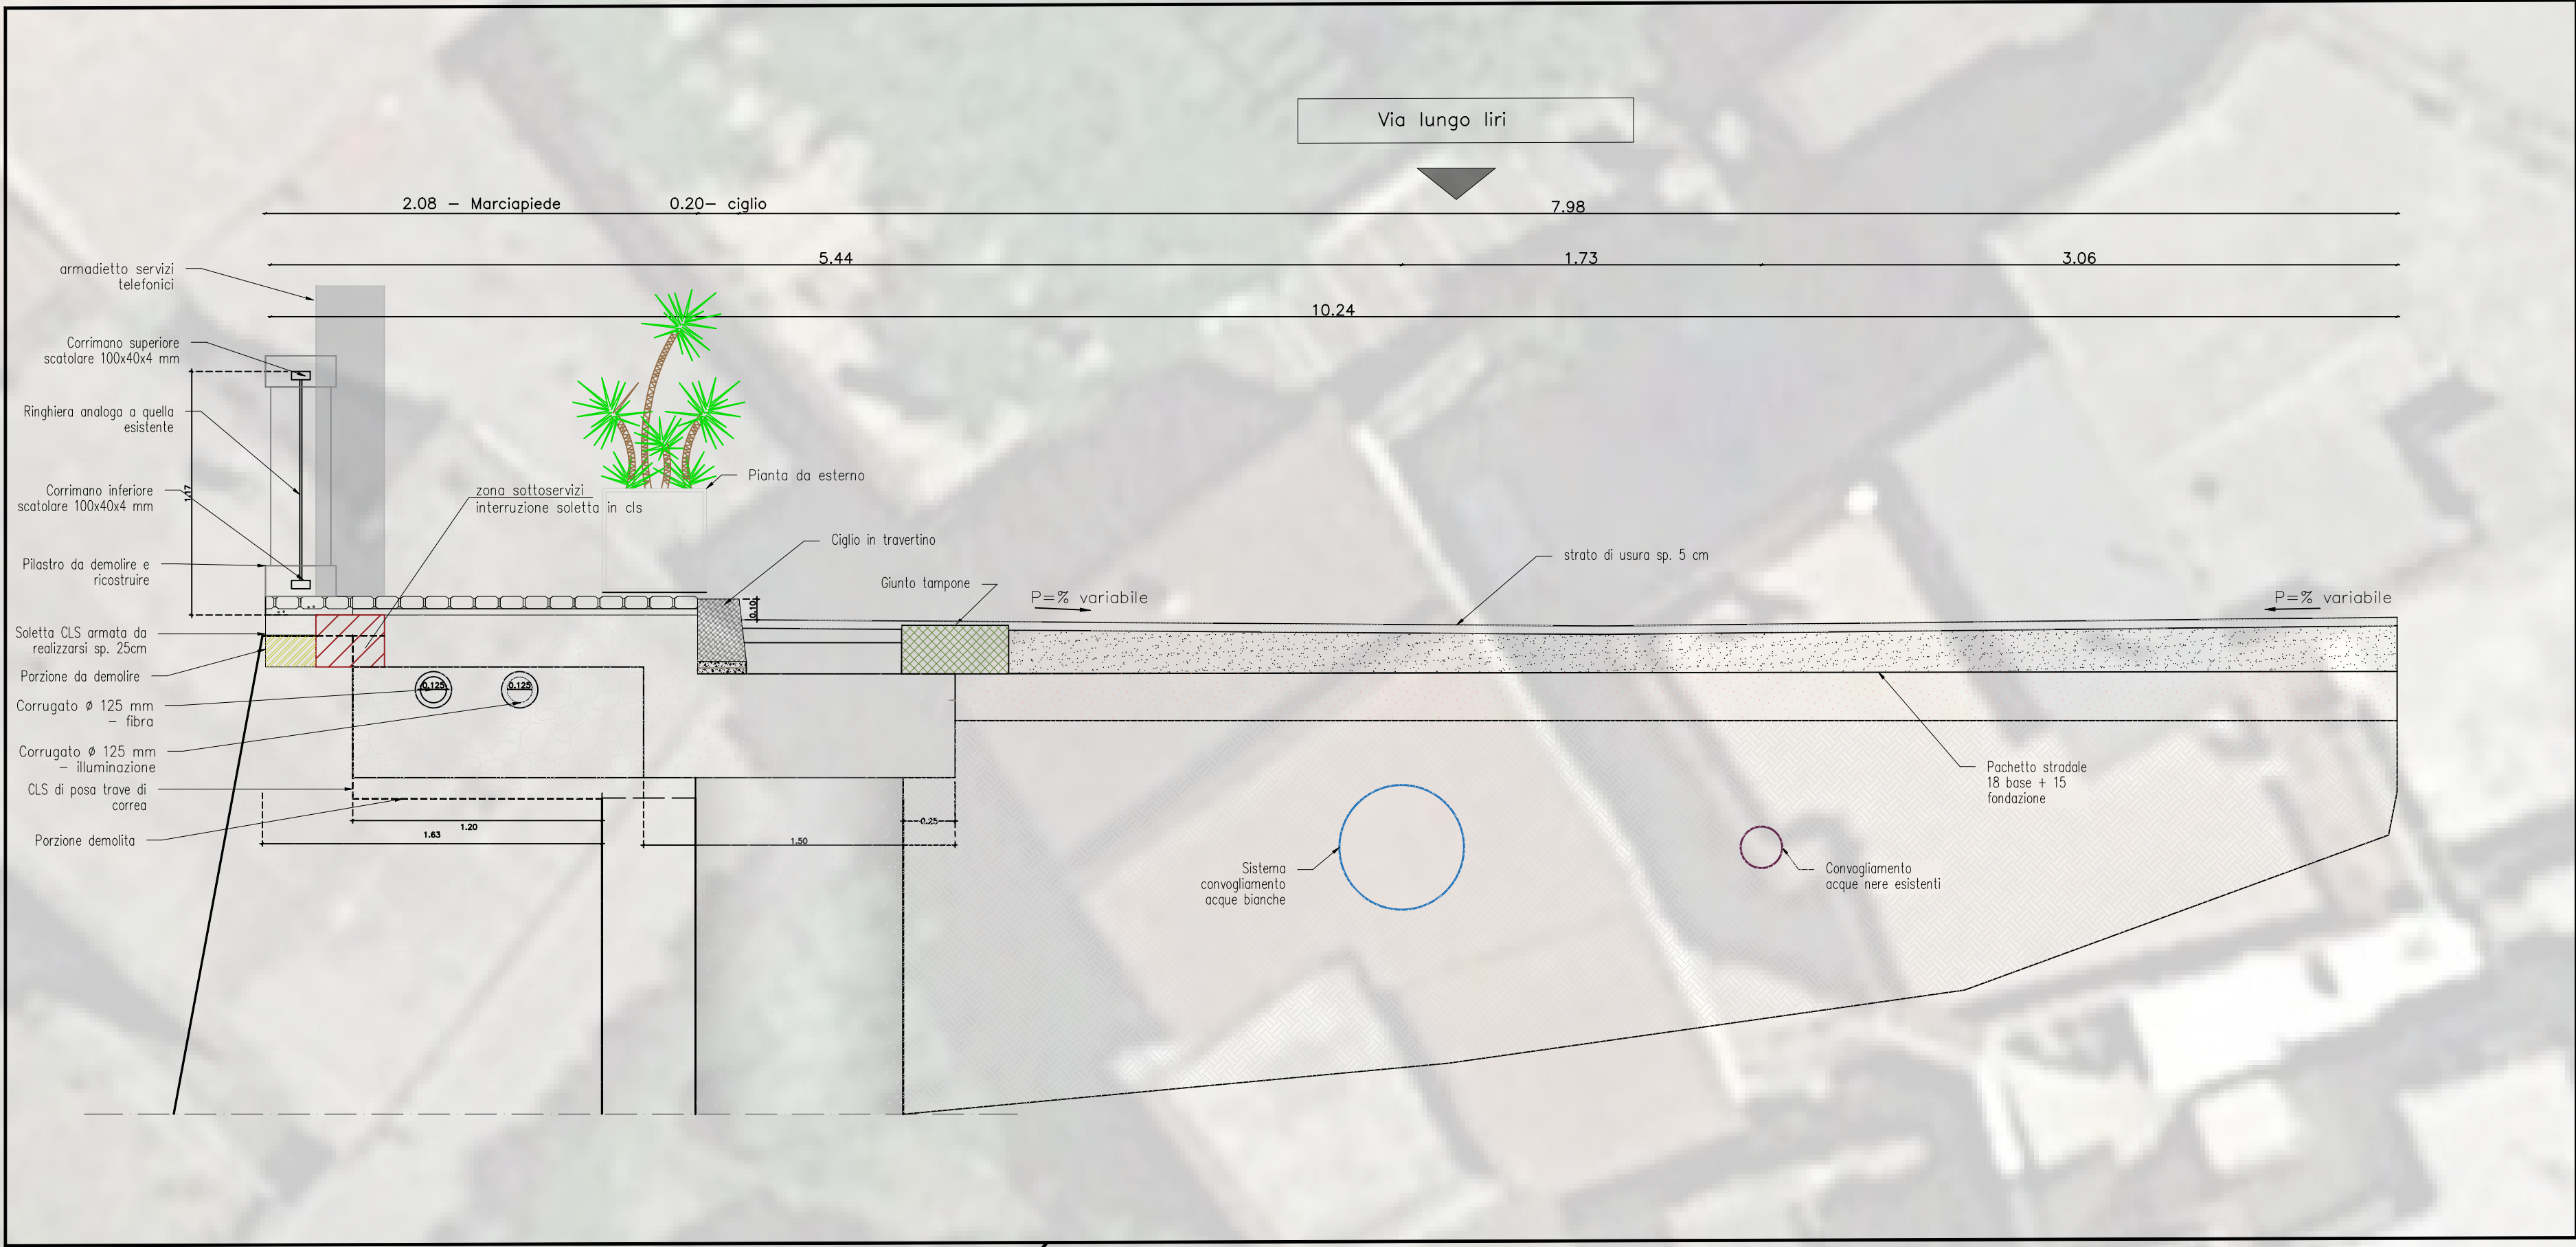 Via lungo liri
2.08 – Marciapiede
0.20– ciglio
7.98
5.44
1.73
3.06
10.24
armadietto servizi
telefonici
Corrimano superiore
scatolare 100x40x4 mm
Ringhiera analoga a quella
esistente
1.17
Corrimano inferiore
scatolare 100x40x4 mm
Pilastro da demolire e
ricostruire
Soletta CLS armata da
realizzarsi sp. 25cm
Porzione da demolire
Corrugato Ø 125 mm
– fibra
Corrugato Ø 125 mm
– illuminazione
CLS di posa trave di
correa
Porzione demolita
zona sottoservizi
interruzione soletta in cls
Pianta da esterno
Ciglio in travertino
Giunto tampone
0.10
P=% variabile
strato di usura sp. 5 cm
P=% variabile
0.125
0.125
1.20
1.63
1.50
0.25
Sistema
convogliamento
acque bianche
Convogliamento
acque nere esistenti
Pachetto stradale
18 base + 15
fondazione